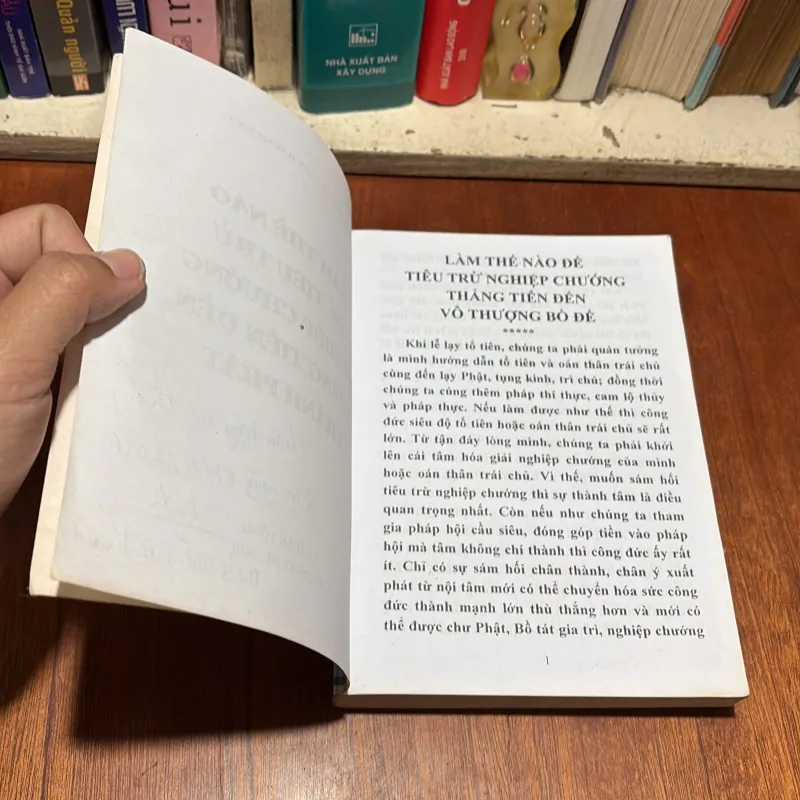 Quân người
NHÀ XUẤT BẢN
XÂY DỰNG
LÀM THẾ NÀO ĐỂ
TIÊU TRỪ NGHIỆP CHƯỚNG
THẲNG TIẾN ĐẾN
VÔ THƯỢNG BỒ ĐỀ
*****
Khi lễ lạy tổ tiên, chúng ta phải quán tưởng
là mình hướng dẫn tổ tiên và oán thân trái chủ
cùng đến lạy Phật, tụng kinh, trì chú; đồng thời
chúng ta cúng thêm pháp thí thực, cam lộ thủy
và pháp thực. Nếu làm được như thế thì công
đức siêu độ tổ tiên hoặc oán thân trái chủ sẽ rất
lớn. Từ tận đáy lòng mình, chúng ta phải khởi
lên cái tâm hóa giải nghiệp chướng của mình
hoặc oán thân trái chủ. Vì thế, muốn sám hối
tiêu trừ nghiệp chướng thì sự thành tâm là điều
quan trọng nhất. Còn nếu như chúng ta tham
gia pháp hội cầu siêu, đóng góp tiền vào pháp
hội mà tâm không chí thành thì công đức ấy rất
ít. Chỉ có sự sám hối chân thành, chân ý xuất
phát từ nội tâm mới có thể chuyển hóa sức công
đức thành mạnh lớn thù thắng hơn và mới có
thể được chư Phật, Bồ tát gia trì, nghiệp chướng
1